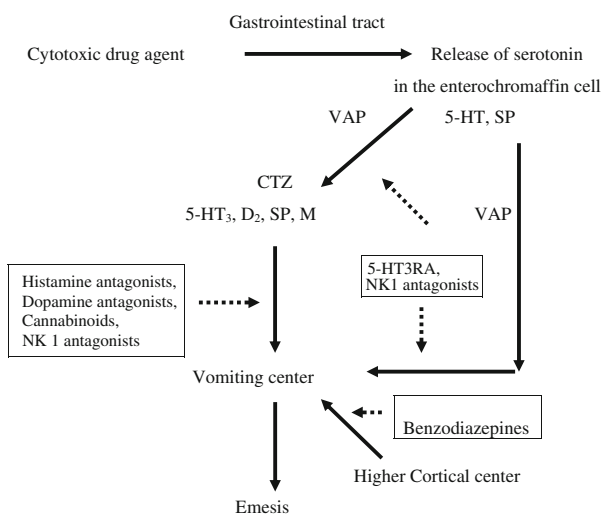 Gastrointestinal tract
Cytotoxic drug agent
Release of serotonin
in the enterochromaffin cell
VAP
5-HT, SP
CTZ
5-HT₃, D₂, SP, M
VAP
Histamine antagonists,
Dopamine antagonists,
Cannabinoids,
NK 1 antagonists
5-HT3RA,
NK1 antagonists
Vomiting center
Benzodiazepines
Higher Cortical center
Emesis